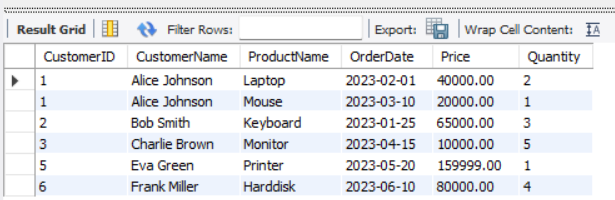 Result Grid Filter Rows: Export: Wrap Cell Content: IA
CustomerID CustomerName ProductName OrderDate Price Quantity
1 Alice Johnson Laptop 2023-02-01 40000.00 2
1 Alice Johnson Mouse 2023-03-10 20000.00 1
2 Bob Smith Keyboard 2023-01-25 65000.00 3
3 Charlie Brown Monitor 2023-04-15 10000.00 5
5 Eva Green Printer 2023-05-20 159999.00 1
6 Frank Miller Harddisk 2023-06-10 80000.00 4